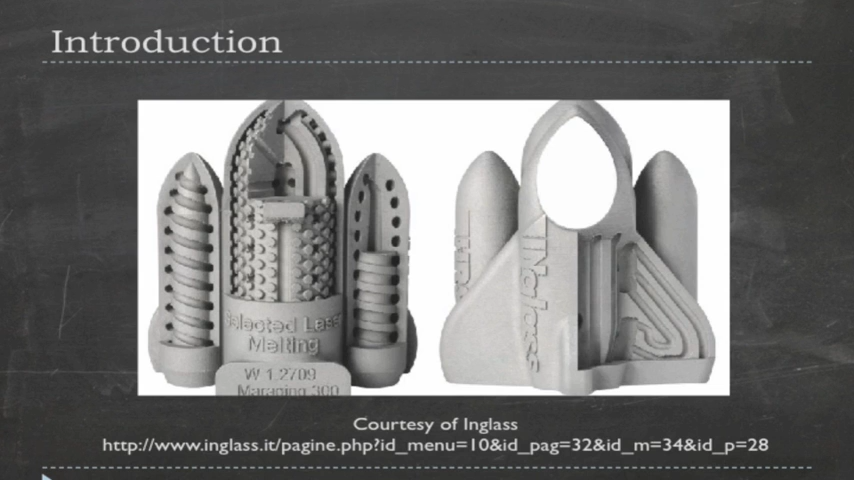 Introduction
Selected Laser
Melting
W 1.2709
Maraging 300
INglass
Courtesy of Inglass
http://www.inglass.it/pagine.php?id_menu=10&id_pag=32&id_m=34&id_p=28